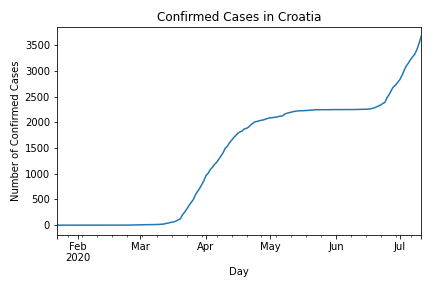 Confirmed Cases in Croatia
Number of Confirmed Cases
3500
3000
2500
2000
1500
1000
500
0
Feb Mar Apr May Jun Jul
2020
Day